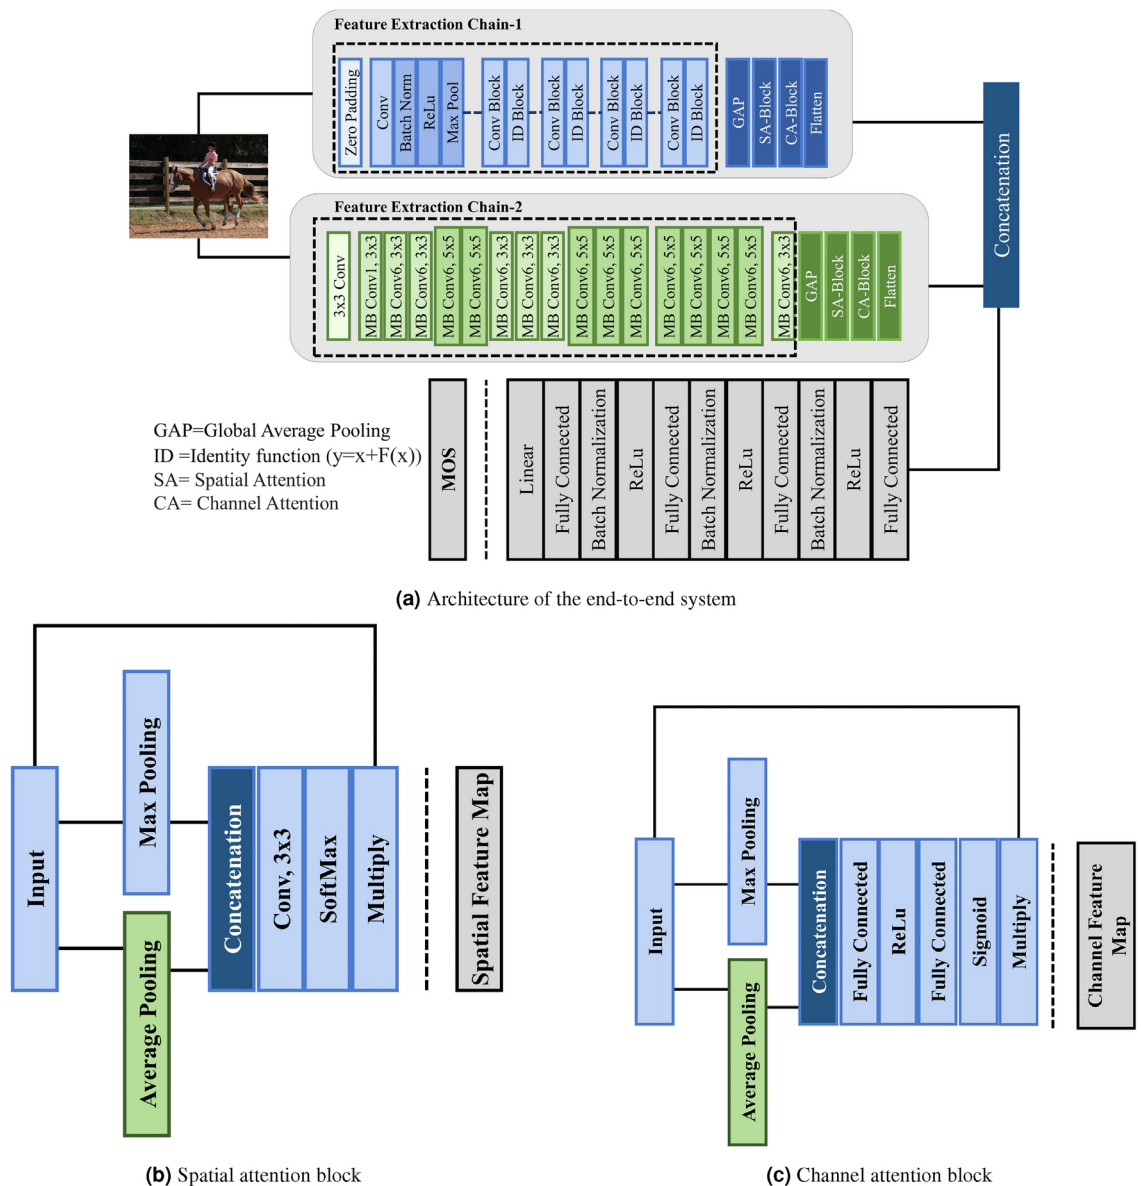 Feature Extraction Chain-1
Zero Padding
Conv
Batch Norm
ReLu
Max Pool
Conv Block
ID Block
Conv Block
ID Block
Conv Block
ID Block
Conv Block
ID Block
GAP
SA-Block
CA-Block
Flatten
Concatenation
Feature Extraction Chain-2
3x3 Conv
MB Conv1, 3x3
MB Conv6, 3x3
MB Conv6, 3x3
MB Conv6, 5x5
MB Conv6, 5x5
MB Conv6, 3x3
MB Conv6, 3x3
MB Conv6, 3x3
MB Conv6, 5x5
MB Conv6, 5x5
MB Conv6, 5x5
MB Conv6, 5x5
MB Conv6, 5x5
MB Conv6, 5x5
MB Conv6, 5x5
MB Conv6, 3x3
GAP
SA-Block
CA-Block
Flatten
GAP=Global Average Pooling
ID =Identity function (y=x+F(x))
SA= Spatial Attention
CA= Channel Attention
MOS
Linear
Fully Connected
Batch Normalization
ReLu
Fully Connected
Batch Normalization
ReLu
Fully Connected
Batch Normalization
ReLu
Fully Connected
(a) Architecture of the end-to-end system
Input
Max Pooling
Average Pooling
Concatenation
Conv, 3x3
SoftMax
Multiply
Spatial Feature Map
(b) Spatial attention block
Input
Max Pooling
Average Pooling
Concatenation
Fully Connected
ReLu
Fully Connected
Sigmoid
Multiply
Channel Feature
Map
(c) Channel attention block